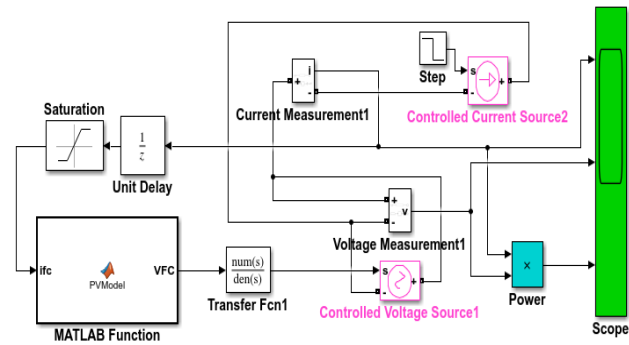 i
+
-
Current Measurement1
Step
s
-
+
Controlled Current Source2
Saturation
1
z
Unit Delay
+
-
v
Voltage Measurement1
ifc
PVModel
VFC
MATLAB Function
num(s)
den(s)
Transfer Fcn1
s
-
+
Controlled Voltage Source1
×
Power
Scope